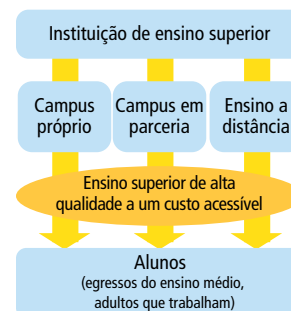 Instituição de ensino superior
Campus próprio
Campus em parceria
Ensino a distância
Ensino superior de alta
qualidade a um custo acessível
Alunos
(egressos do ensino médio,
adultos que trabalham)